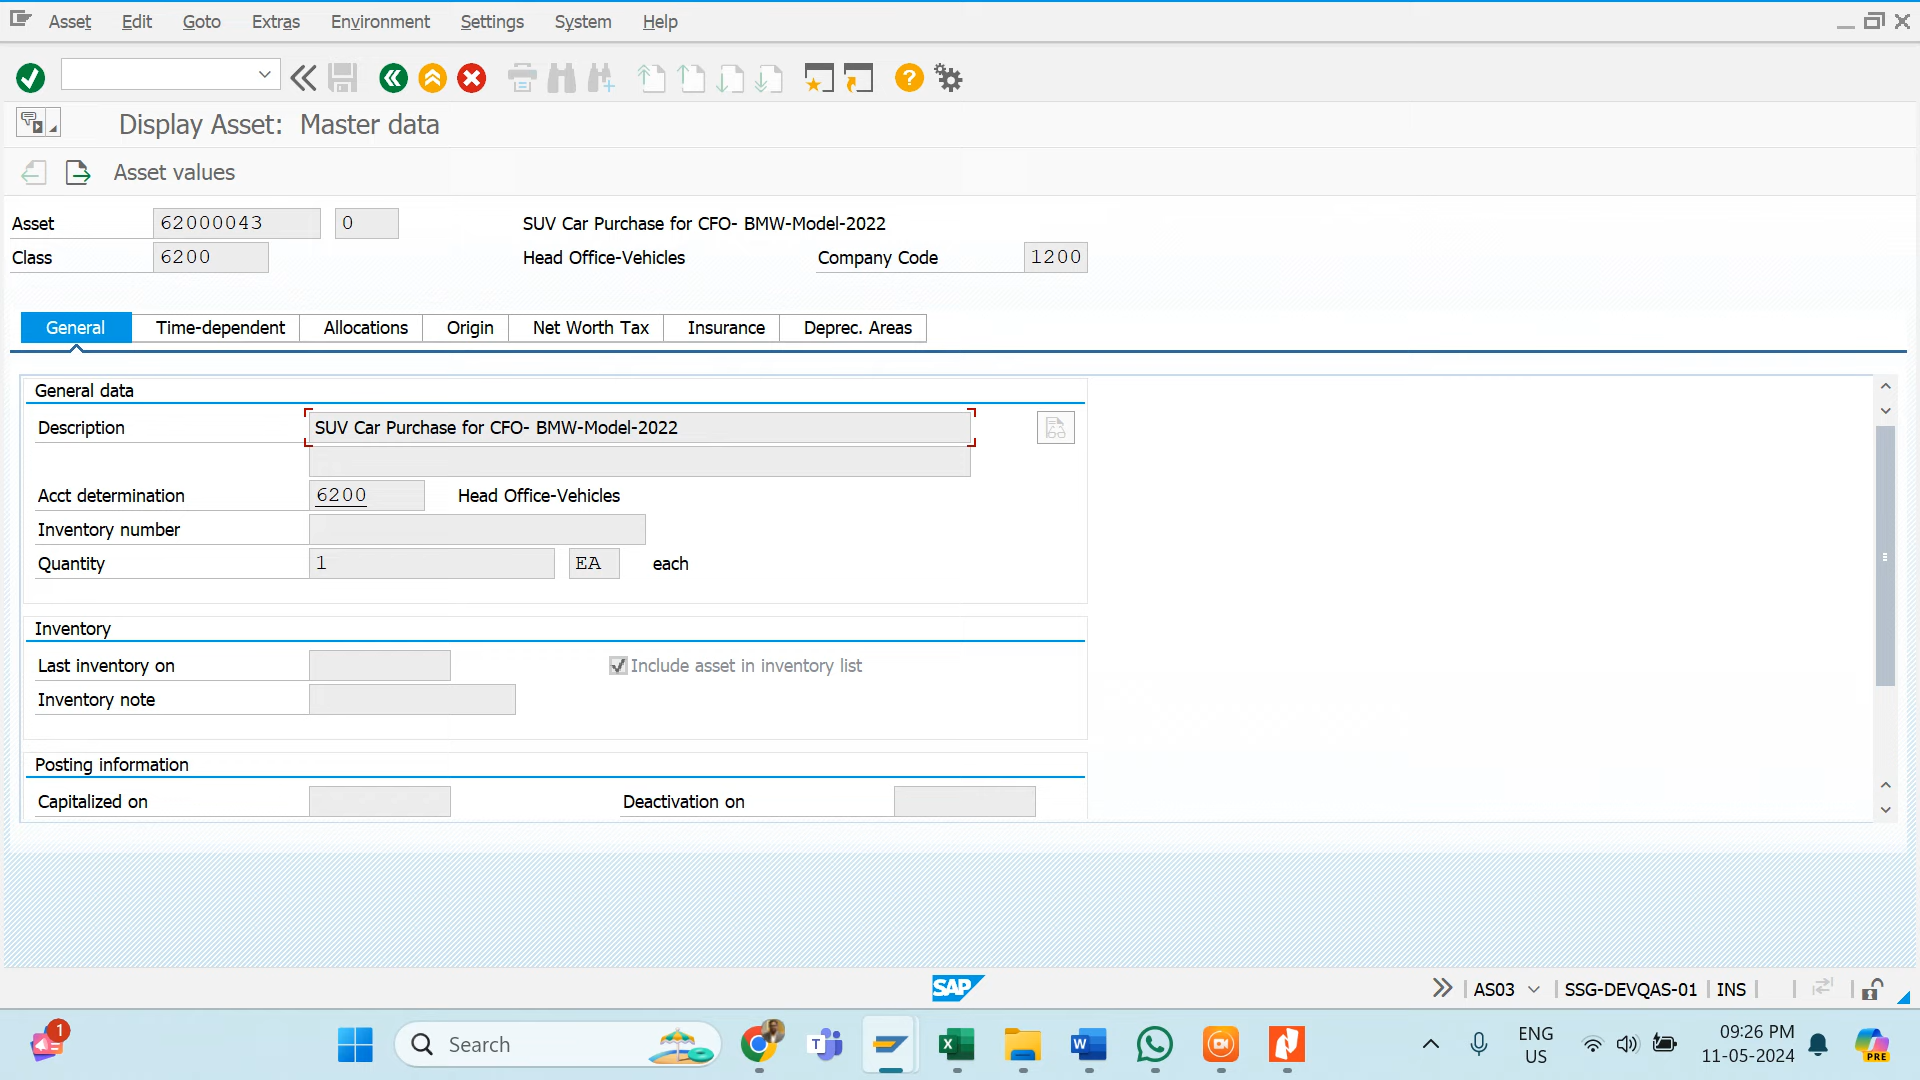 Asset Edit Goto Extras Environment Settings System Help
Display Asset: Master data
Asset values
Asset 62000043 0 SUV Car Purchase for CFO- BMW-Model-2022
Class 6200 Head Office-Vehicles Company Code 1200
General Time-dependent Allocations Origin Net Worth Tax Insurance Deprec. Areas
General data
Description SUV Car Purchase for CFO- BMW-Model-2022
Acct determination 6200 Head Office-Vehicles
Inventory number
Quantity 1 EA each
Inventory
Last inventory on Include asset in inventory list
Inventory note
Posting information
Capitalized on Deactivation on
SAP AS03 SSG-DEVQAS-01 INS
1 Search ENG 09:26 PM
US 11-05-2024 PRE